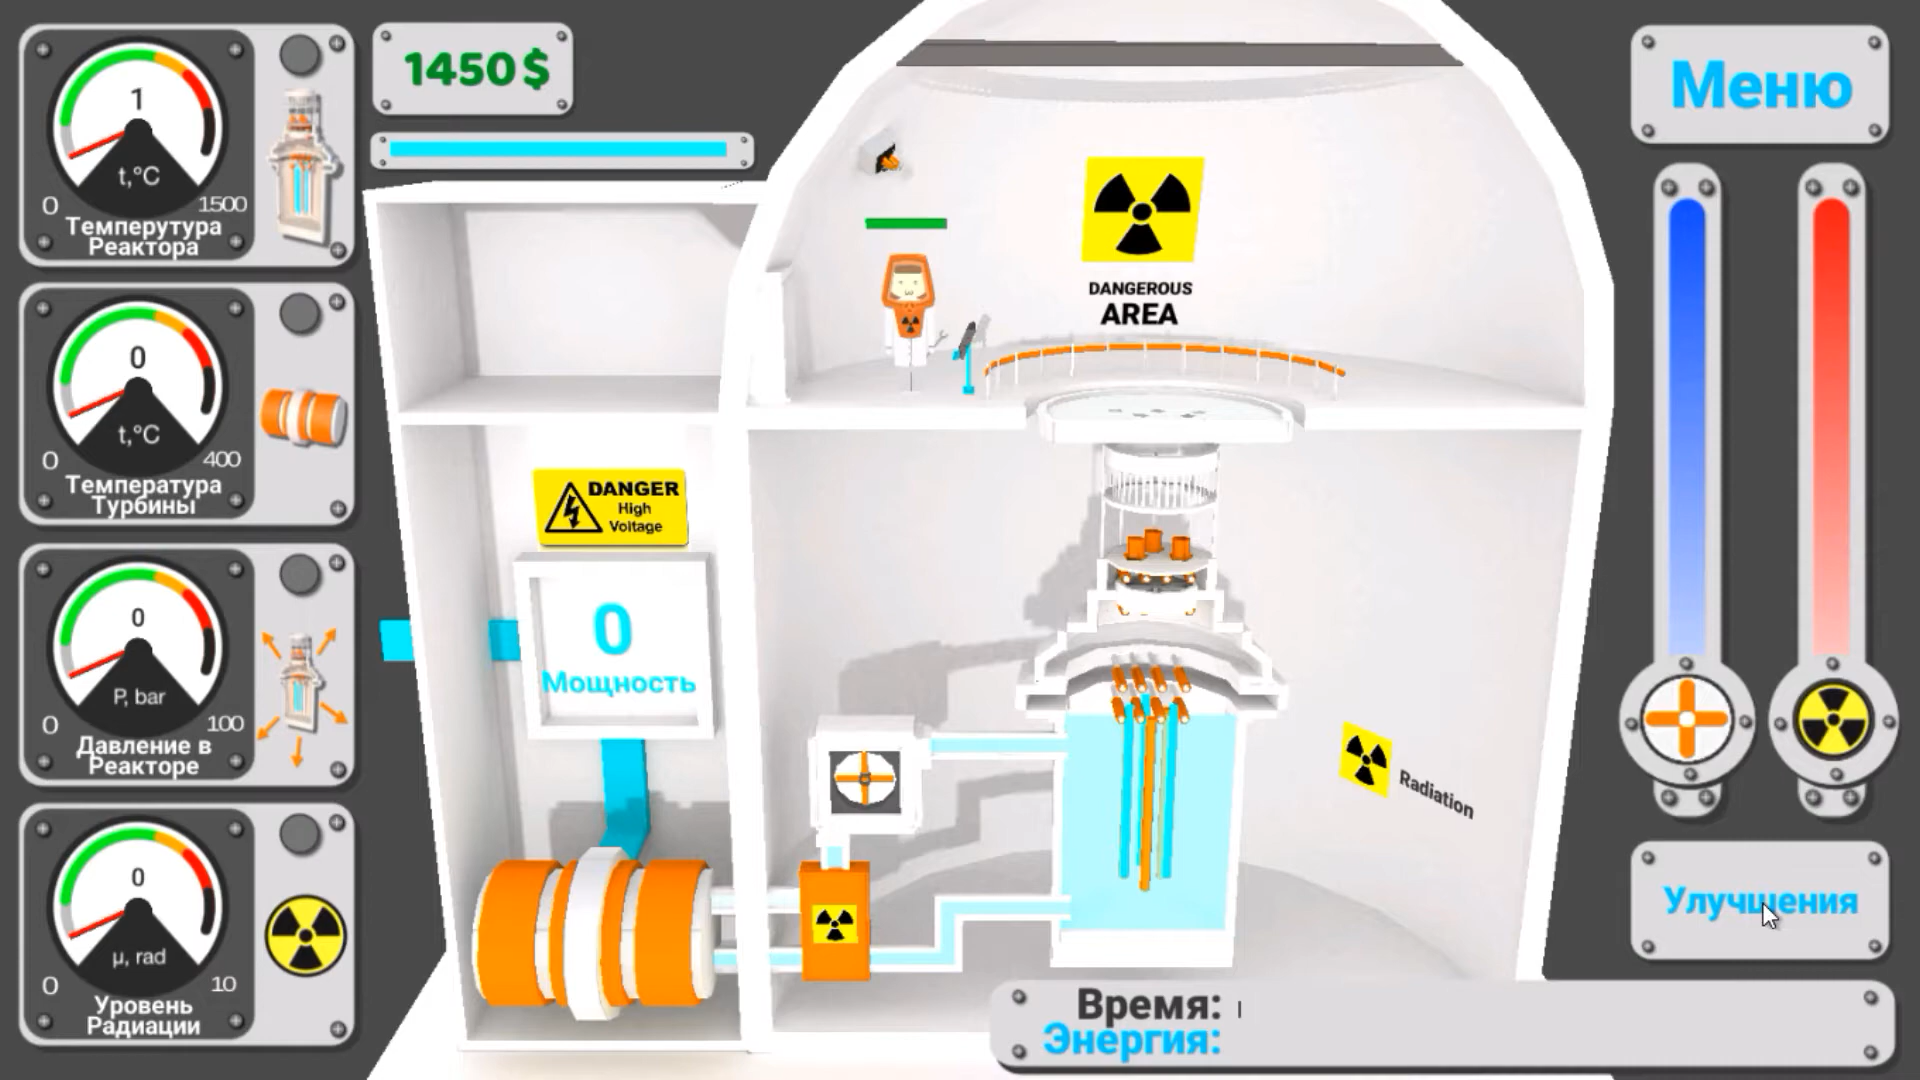 1
t,°C
0
1500
Темперутура
Реактора
0
t,°C
0
400
Температура
Турбины
0
P, bar
0
100
Давление в
Реакторе
0
μ, rad
0
10
Уровень
Радиации
1450$
DANGER
High
Voltage
0
Мощность
DANGEROUS
AREA
Radiation
Меню
Улучшения
Время:
Энергия: